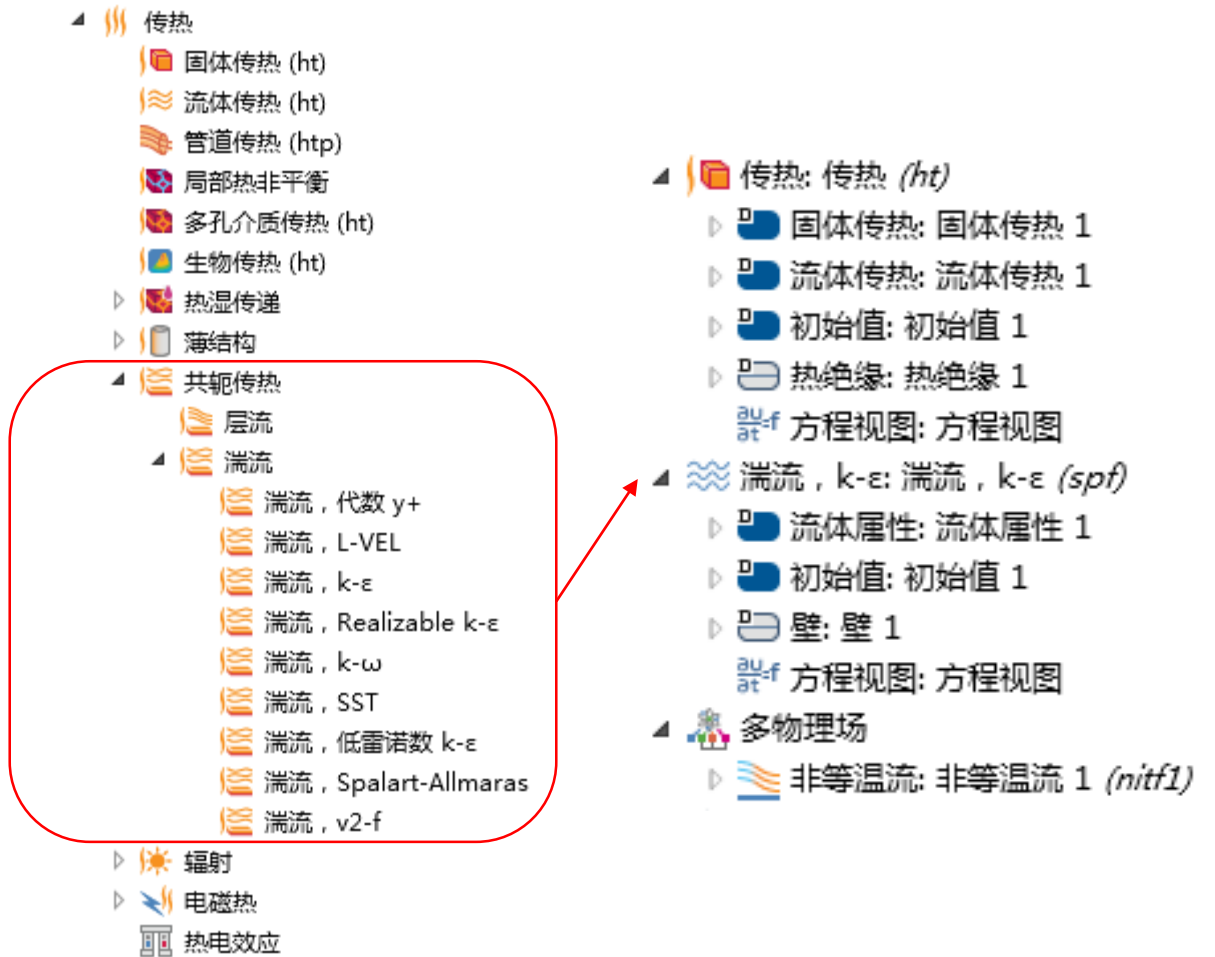 传热
固体传热 (ht)
流体传热 (ht)
管道传热 (htp)
局部热非平衡
多孔介质传热 (ht)
生物传热 (ht)
热湿传递
薄结构
共轭传热
层流
湍流
湍流，代数 y+
湍流，L-VEL
湍流，k-ε
湍流，Realizable k-ε
湍流，k-ω
湍流，SST
湍流，低雷诺数 k-ε
湍流，Spalart-Allmaras
湍流，v2-f
辐射
电磁热
热电效应
传热: 传热 (ht)
D 固体传热: 固体传热 1
D 流体传热: 流体传热 1
D 初始值: 初始值 1
D 热绝缘: 热绝缘 1
∂u/∂t=f 方程视图: 方程视图
湍流，k-ε: 湍流，k-ε (spf)
D 流体属性: 流体属性 1
D 初始值: 初始值 1
D 壁: 壁 1
∂u/∂t=f 方程视图: 方程视图
多物理场
非等温流: 非等温流 1 (nitf1)